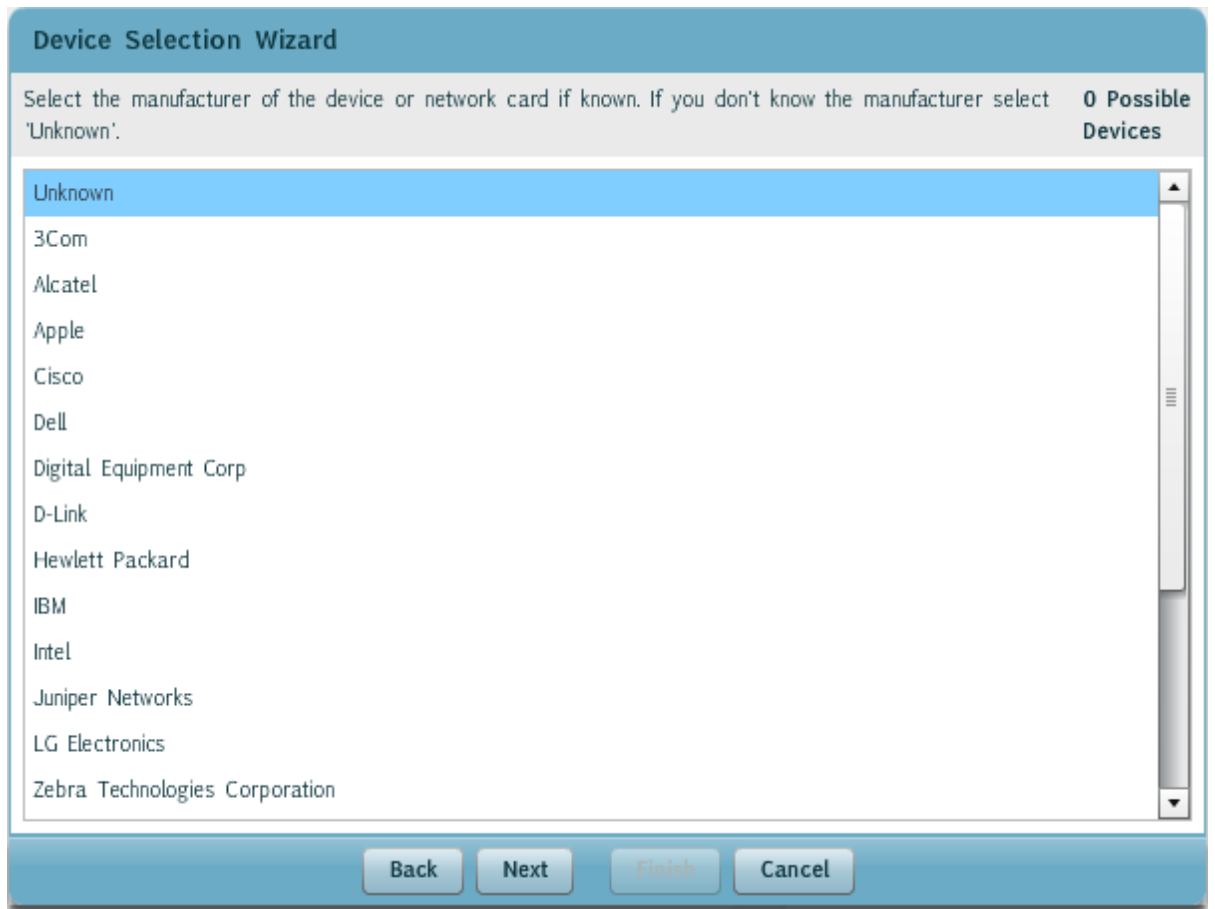 Device Selection Wizard
Select the manufacturer of the device or network card if known. If you don't know the manufacturer select
'Unknown'.
0 Possible
Devices
Unknown
3Com
Alcatel
Apple
Cisco
Dell
Digital Equipment Corp
D-Link
Hewlett Packard
IBM
Intel
Juniper Networks
LG Electronics
Zebra Technologies Corporation
Back Next Finish Cancel